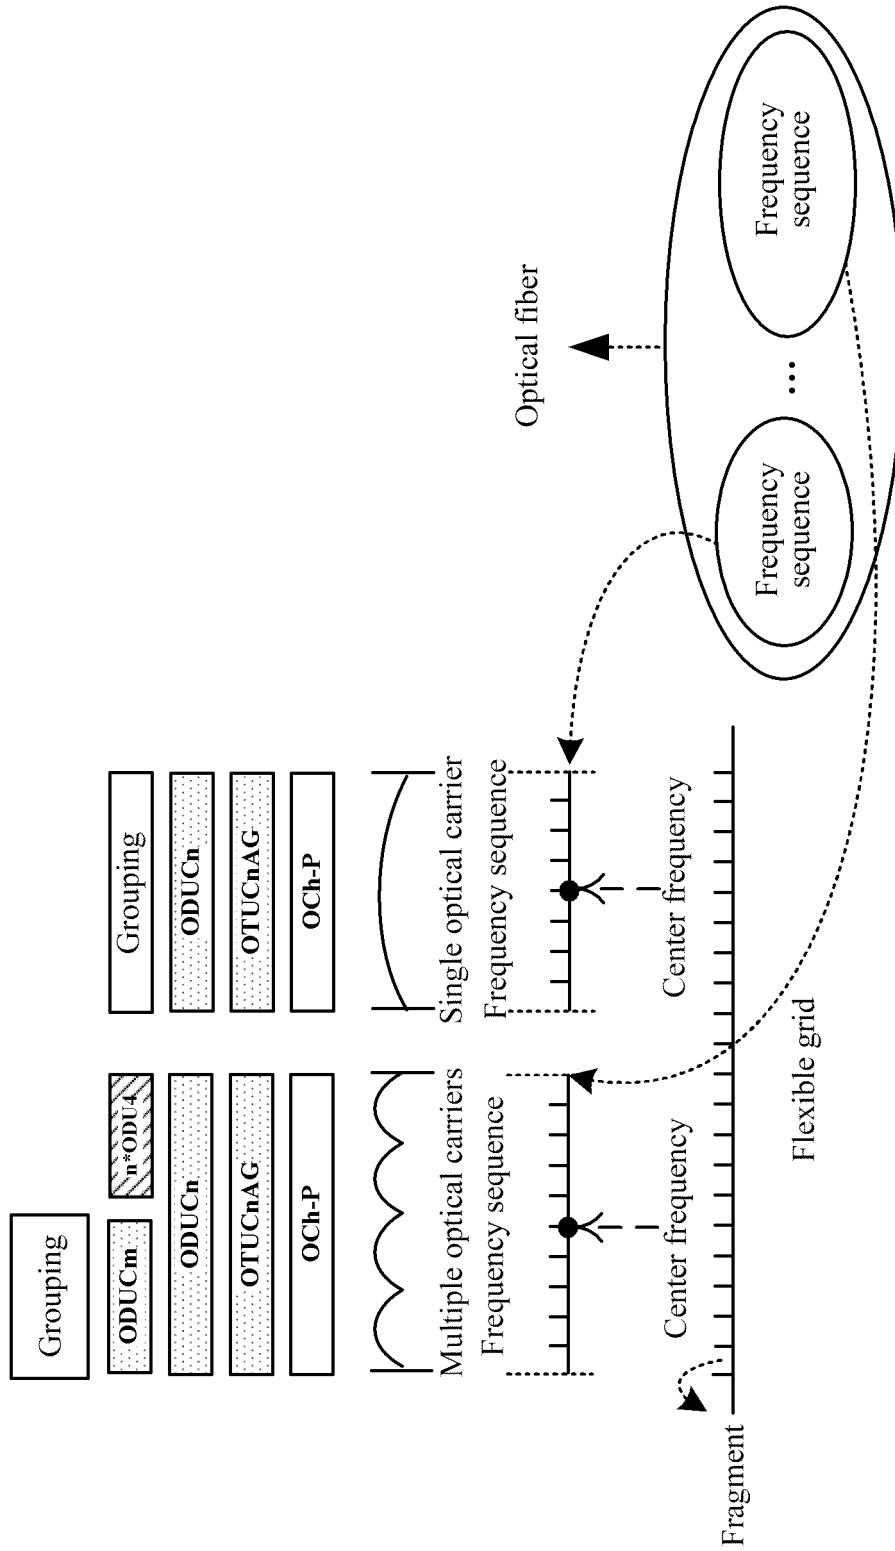 Grouping
ODUCm
n*ODU4
ODUCn
OTUCnAG
OCh-P
Multiple optical carriers
Frequency sequence
Center frequency
Grouping
ODUCn
OTUCnAG
OCh-P
Single optical carrier
Frequency sequence
Center frequency
Fragment
Flexible grid
Optical fiber
Frequency
sequence
...
Frequency
sequence